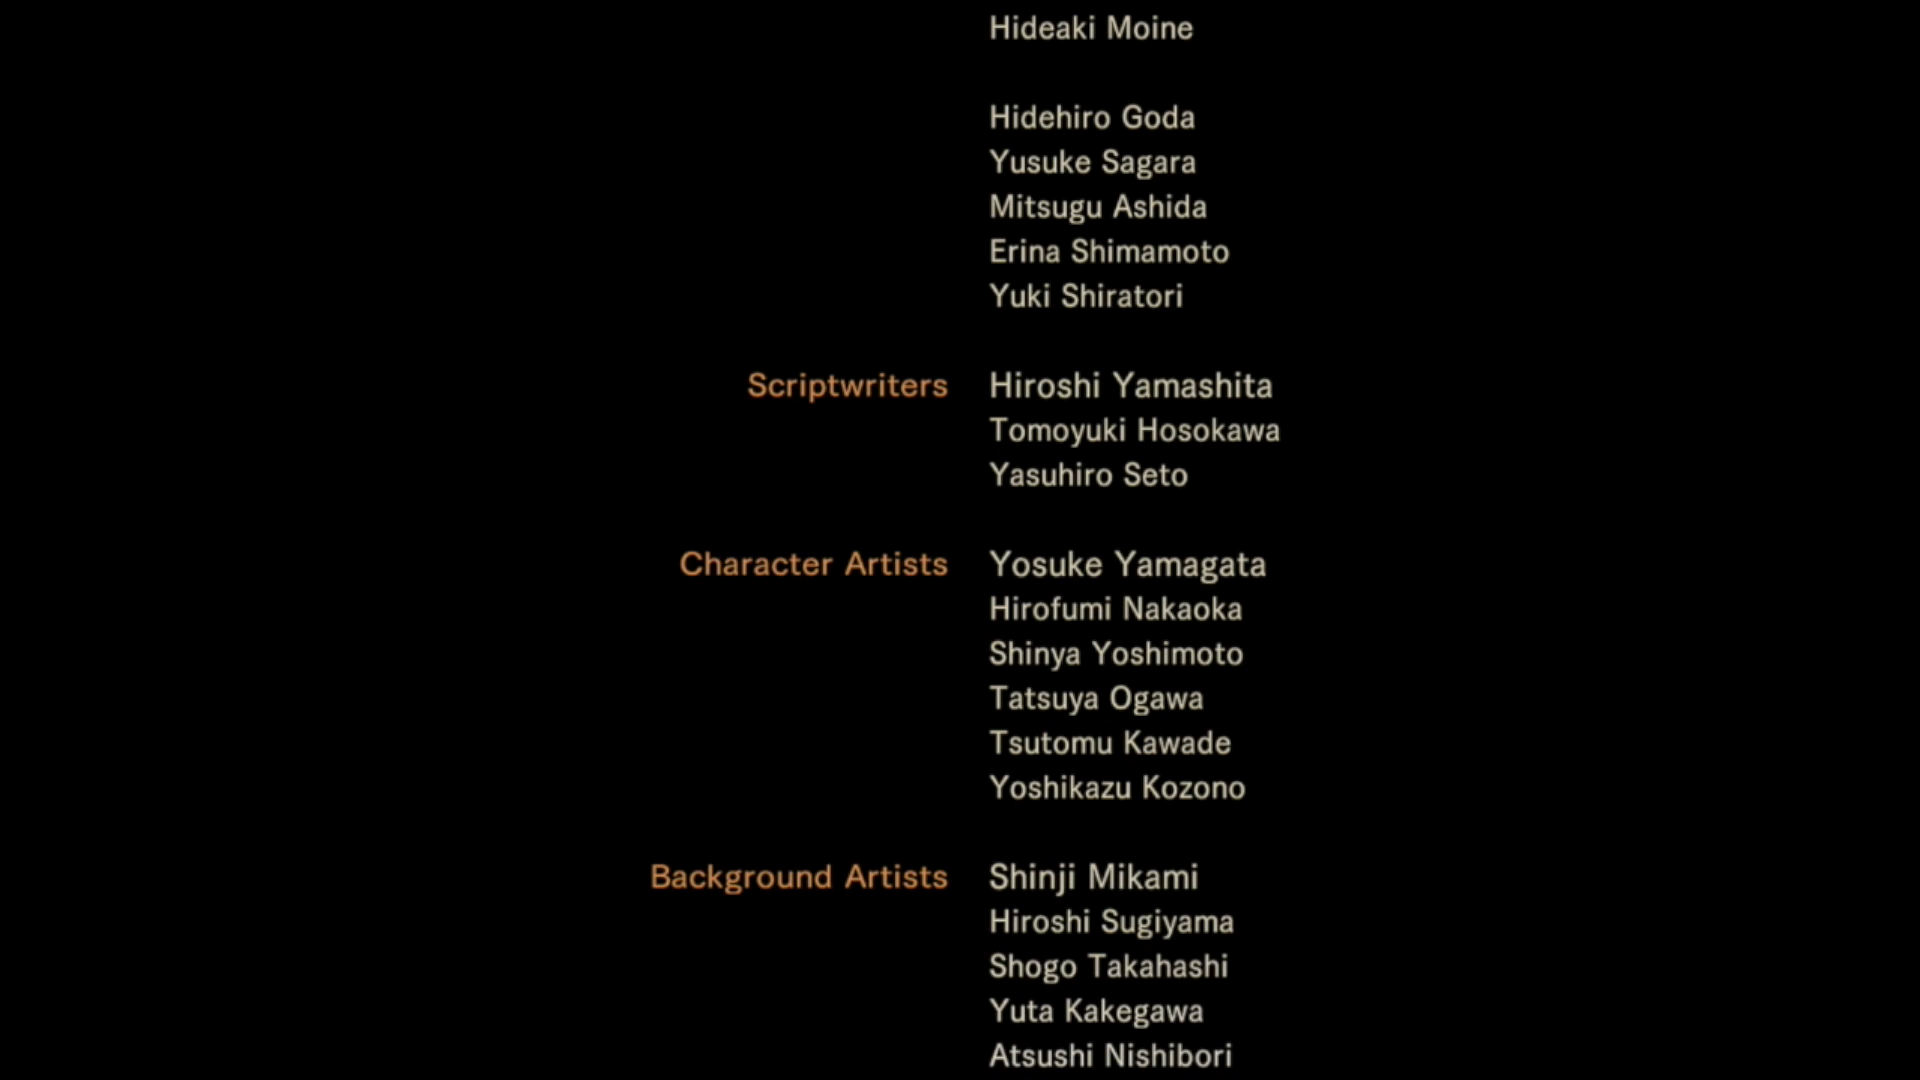 Hideaki Moine
Hidehiro Goda
Yusuke Sagara
Mitsugu Ashida
Erina Shimamoto
Yuki Shiratori
Scriptwriters Hiroshi Yamashita
Tomoyuki Hosokawa
Yasuhiro Seto
Character Artists Yosuke Yamagata
Hirofumi Nakaoka
Shinya Yoshimoto
Tatsuya Ogawa
Tsutomu Kawade
Yoshikazu Kozono
Background Artists Shinji Mikami
Hiroshi Sugiyama
Shogo Takahashi
Yuta Kakegawa
Atsushi Nishibori